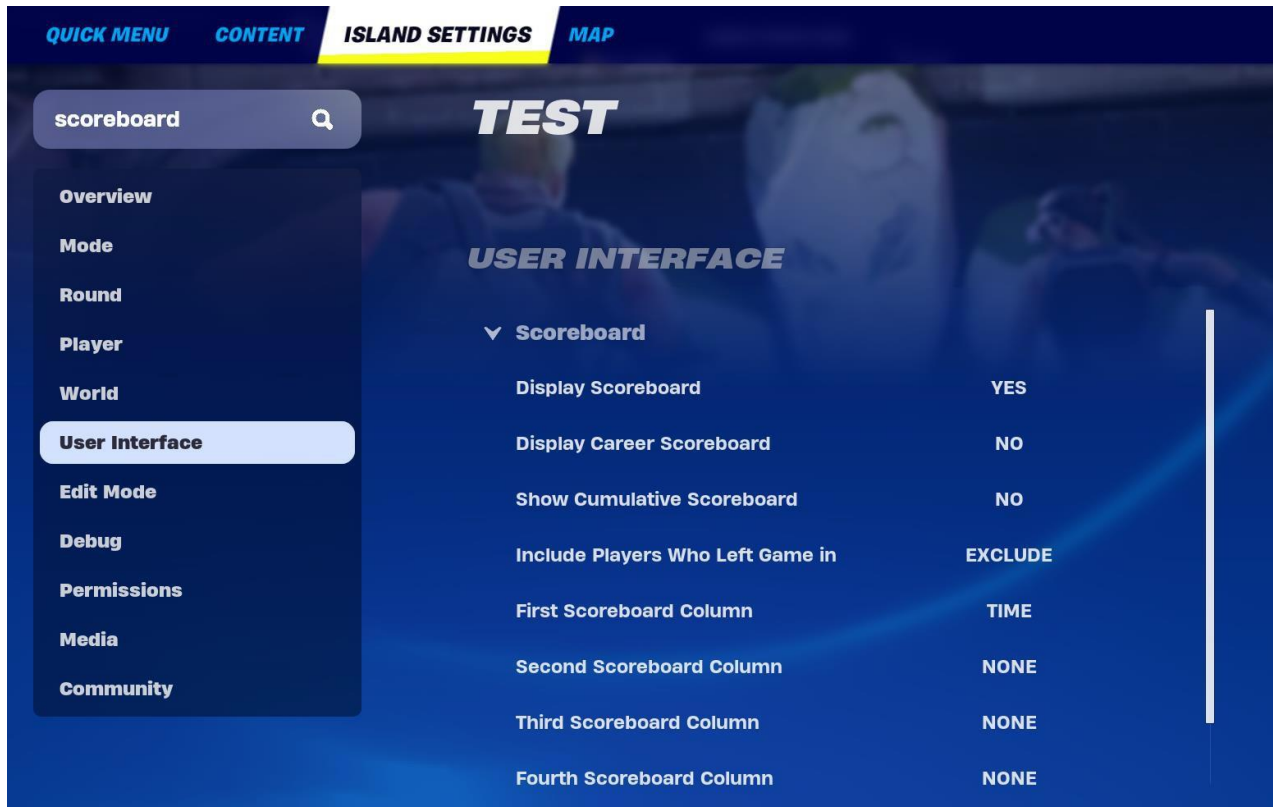 QUICK MENU CONTENT ISLAND SETTINGS MAP
scoreboard
TEST
Overview
Mode
Round
Player
World
User Interface
Edit Mode
Debug
Permissions
Media
Community
USER INTERFACE
Scoreboard
Display Scoreboard YES
Display Career Scoreboard NO
Show Cumulative Scoreboard NO
Include Players Who Left Game in EXCLUDE
First Scoreboard Column TIME
Second Scoreboard Column NONE
Third Scoreboard Column NONE
Fourth Scoreboard Column NONE